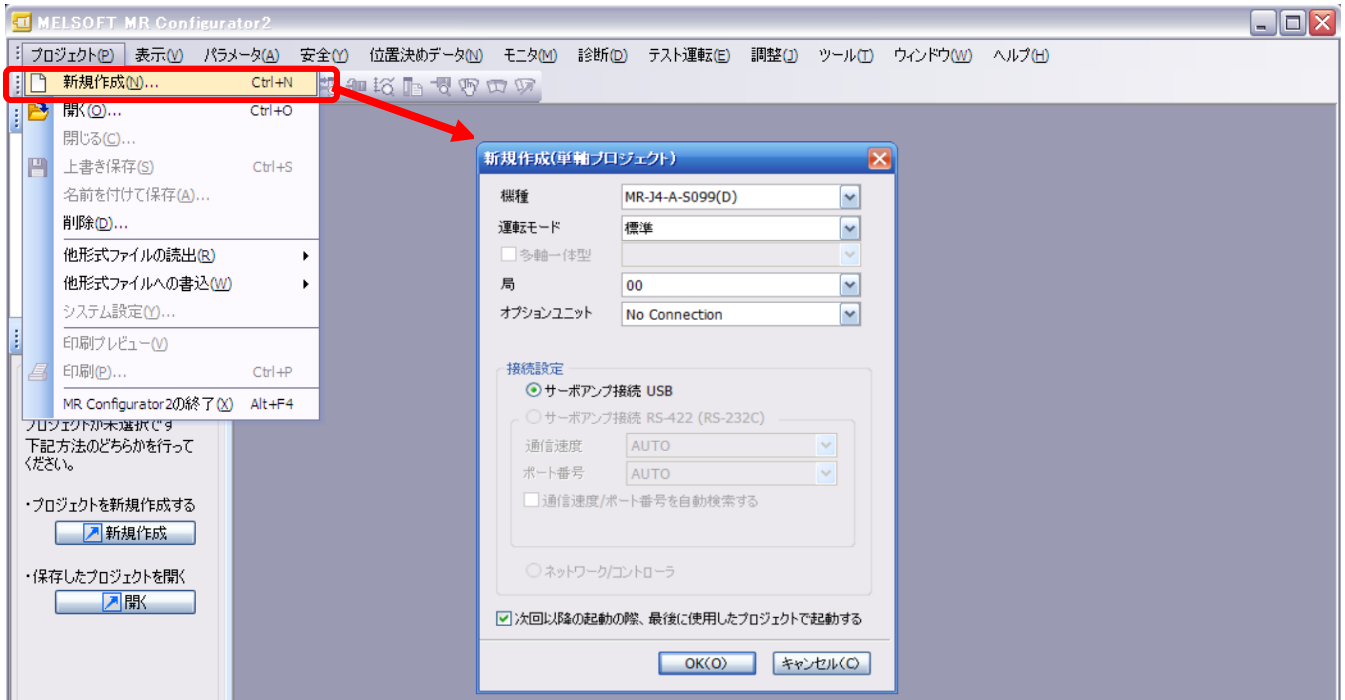 MELSOFT MR Configurator2
プロジェクト(P) 表示(V) パラメータ(A) 安全(Y) 位置決めデータ(N) モニタ(M) 診断(D) テスト運転(E) 調整(J) ツール(T) ウィンドウ(W) ヘルプ(H)
新規作成(N)... Ctrl+N
開く(O)... Ctrl+O
閉じる(C)...
上書き保存(S) Ctrl+S
名前を付けて保存(A)...
削除(D)...
他形式ファイルの読出(R)
他形式ファイルへの書込(W)
システム設定(Y)...
印刷プレビュー(V)
印刷(P)... Ctrl+P
MR Configurator2の終了(X) Alt+F4
プロジェクトが未選択です
下記方法のどちらかを行って
ください。
・プロジェクトを新規作成する
新規作成
・保存したプロジェクトを開く
開く
新規作成(単軸プロジェクト)
機種 MR-J4-A-S099(D)
運転モード 標準
多軸一体型
局 00
オプションユニット No Connection
接続設定
サーボアンプ接続 USB
サーボアンプ接続 RS-422 (RS-232C)
通信速度 AUTO
ポート番号 AUTO
通信速度/ポート番号を自動検索する
ネットワーク/コントローラ
次回以降の起動の際、最後に使用したプロジェクトで起動する
OK(O) キャンセル(C)